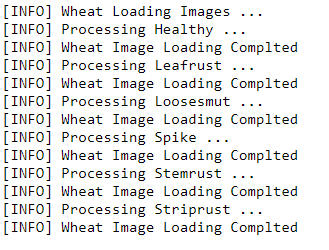 [INFO] Wheat Loading Images ...
[INFO] Processing Healthy ...
[INFO] Wheat Image Loading Complted
[INFO] Processing Leafrust ...
[INFO] Wheat Image Loading Complted
[INFO] Processing Loosesmut ...
[INFO] Wheat Image Loading Complted
[INFO] Processing Spike ...
[INFO] Wheat Image Loading Complted
[INFO] Processing Stemrust ...
[INFO] Wheat Image Loading Complted
[INFO] Processing Striprust ...
[INFO] Wheat Image Loading Complted